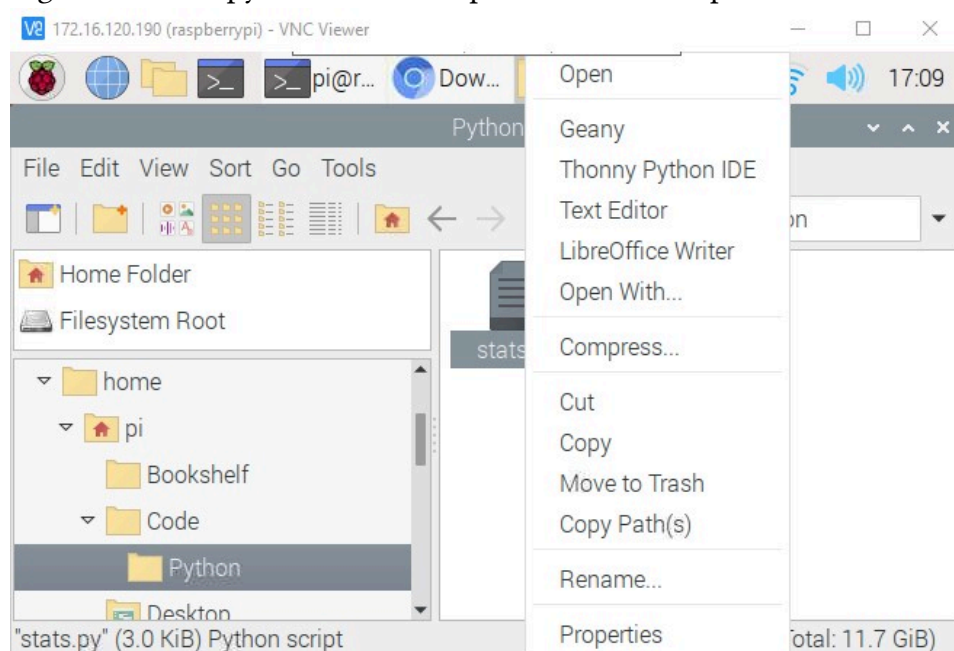 172.16.120.190 (raspberrypi) - VNC Viewer
pi@r... Dow... 17:09
Python
File Edit View Sort Go Tools
on
Home Folder
Filesystem Root
home
pi
Bookshelf
Code
Python
Desktop
stats
Open
Geany
Thonny Python IDE
Text Editor
LibreOffice Writer
Open With...
Compress...
Cut
Copy
Move to Trash
Copy Path(s)
Rename...
Properties
"stats.py" (3.0 KiB) Python script
otal: 11.7 GiB)